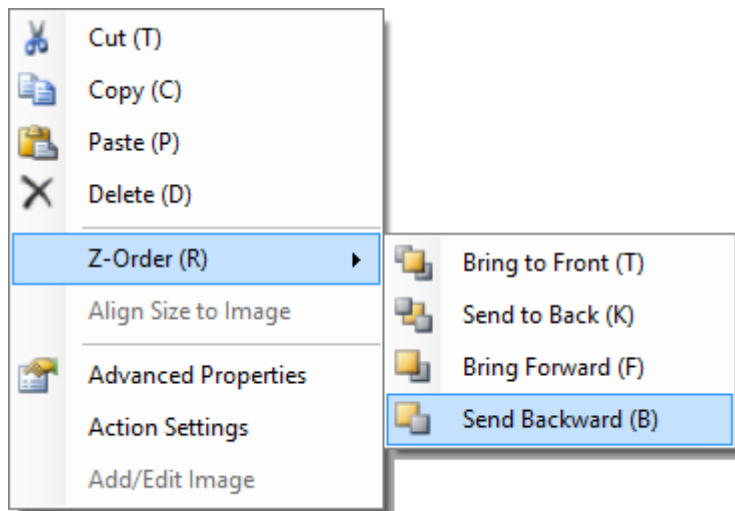 Cut (T)
Copy (C)
Paste (P)
Delete (D)
Z-Order (R)
Align Size to Image
Advanced Properties
Action Settings
Add/Edit Image
Bring to Front (T)
Send to Back (K)
Bring Forward (F)
Send Backward (B)